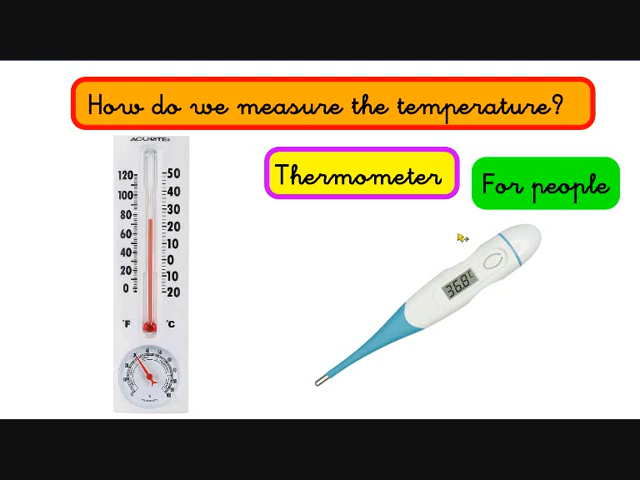 How do we measure the temperature?
ACURITE
Thermometer
For people
120 50
100 40
80 30
60 20
40 10
20 0
0 10
20
°F °C
36.8°C